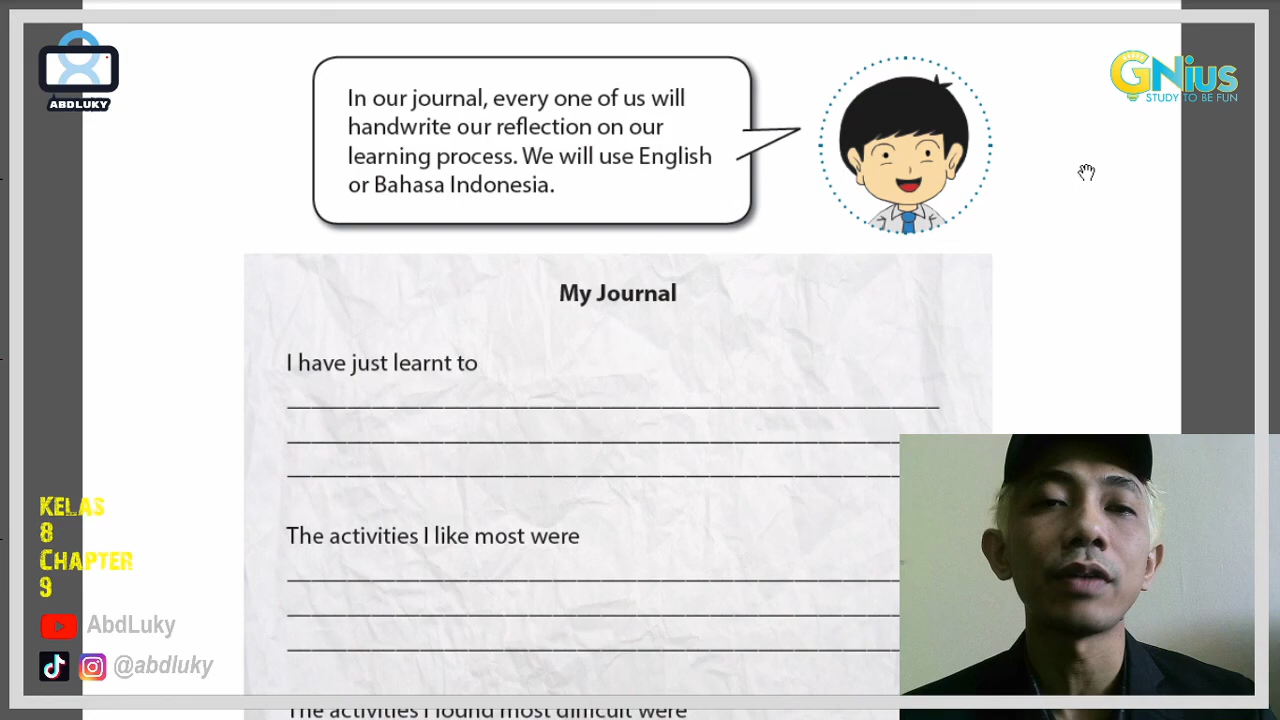 ABDLUKY
GNius
STUDY TO BE FUN
In our journal, every one of us will
handwrite our reflection on our
learning process. We will use English
or Bahasa Indonesia.
My Journal
I have just learnt to
The activities I like most were
The activities I found most difficult were
KELAS
8
CHAPTER
9
AbdLuky
@abdluky